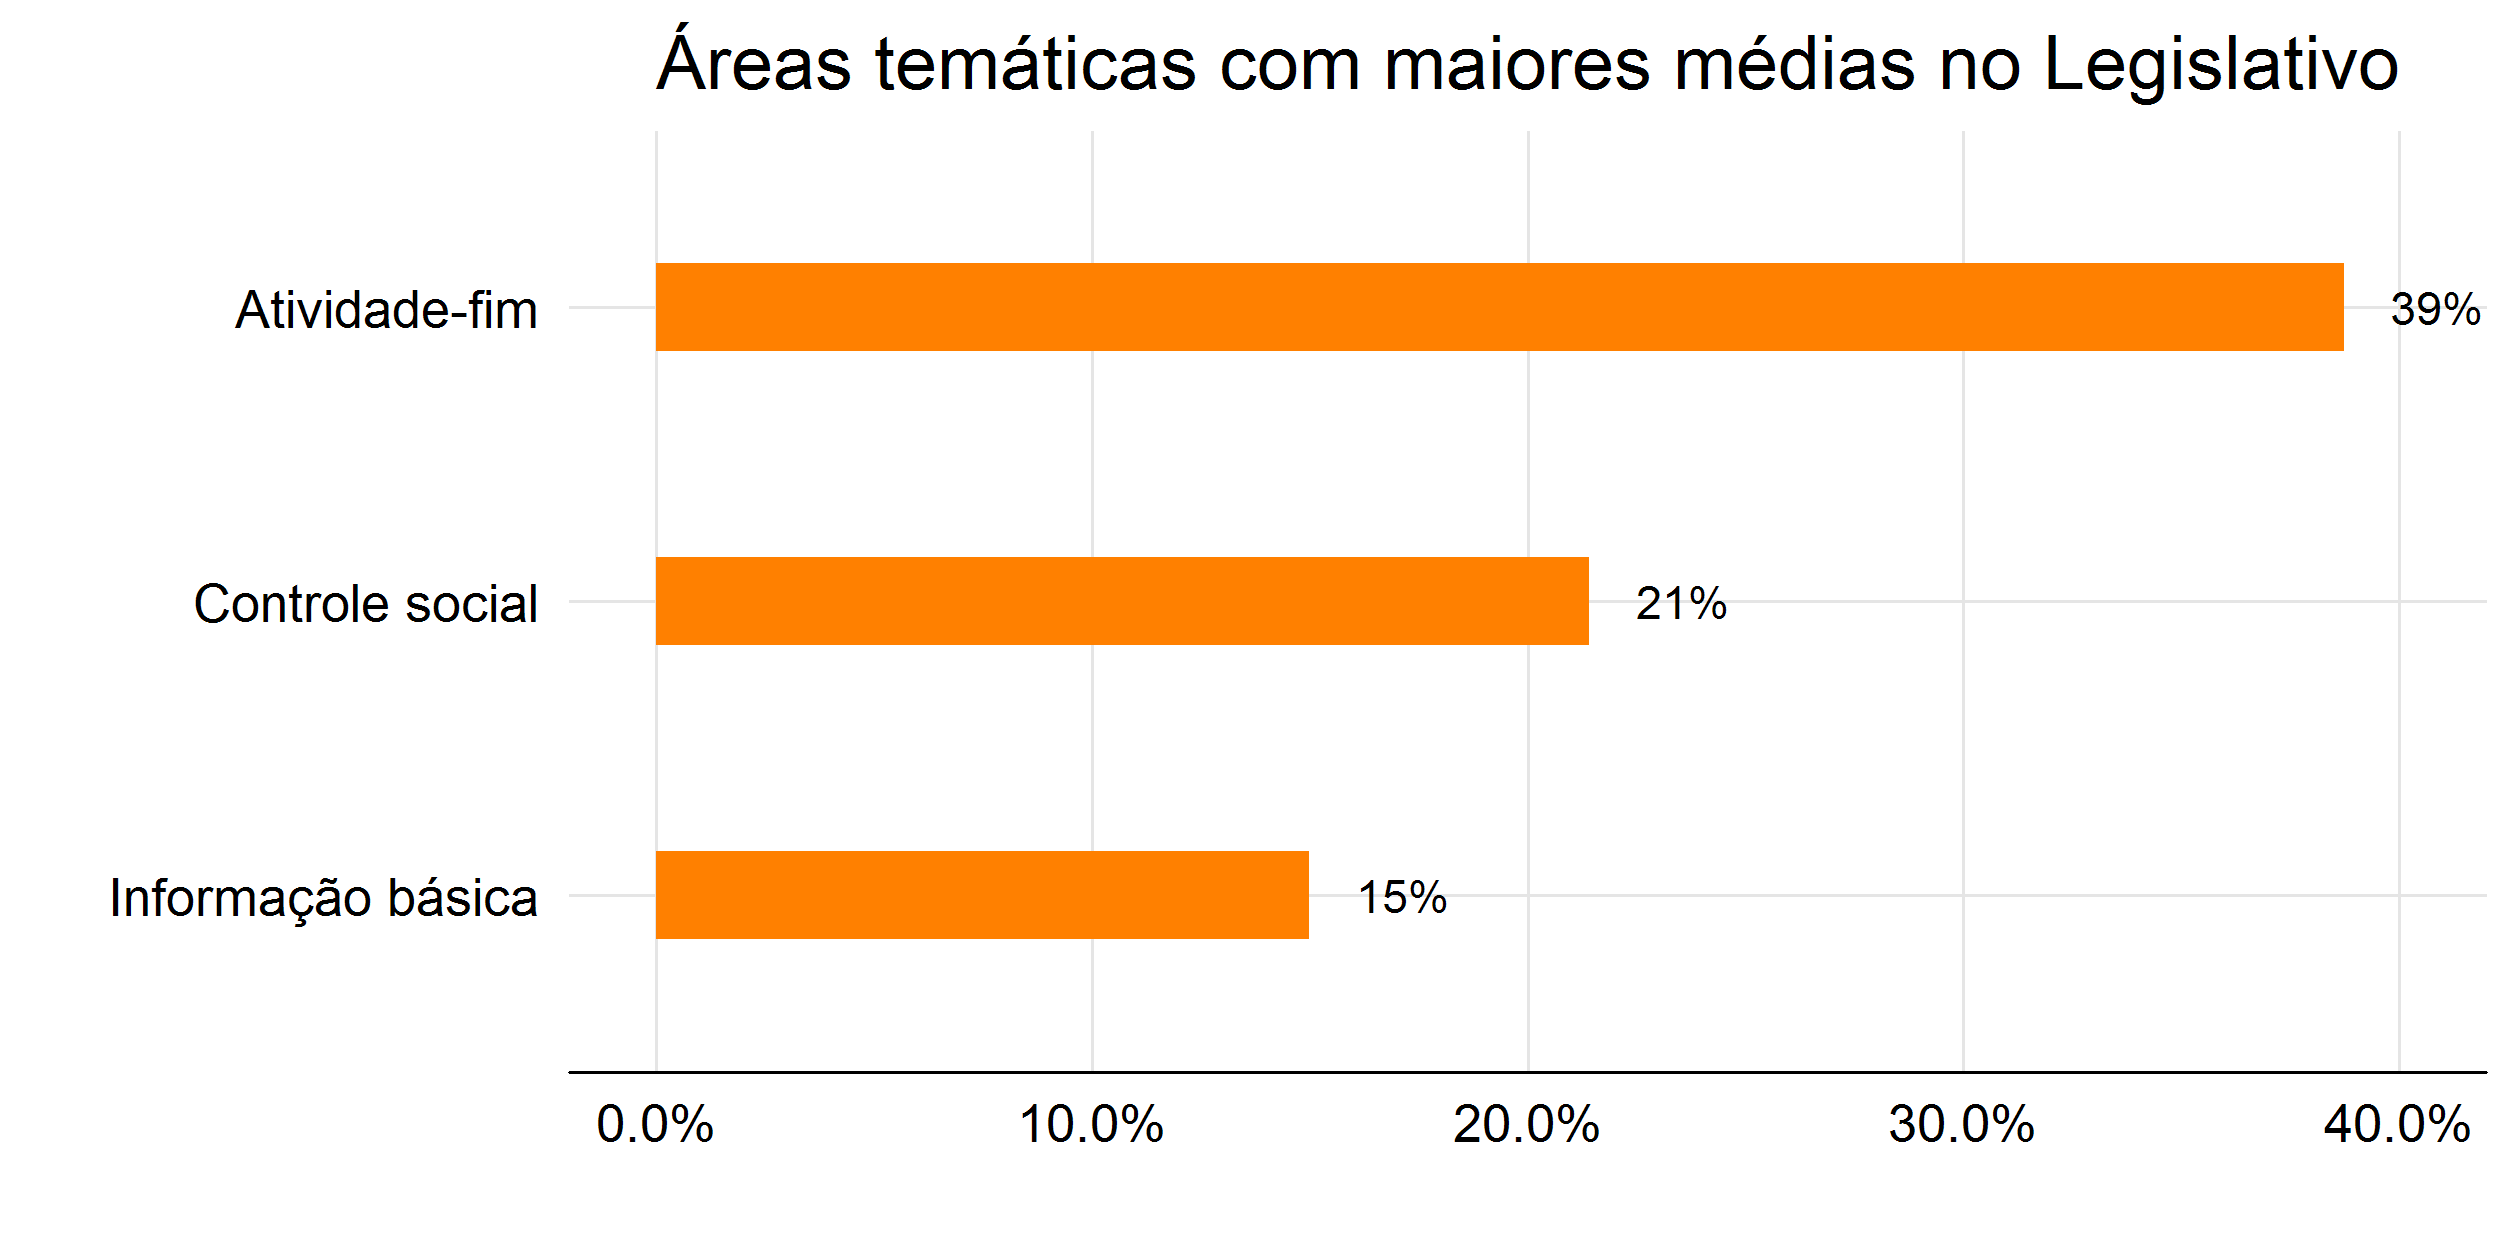 Áreas temáticas com maiores médias no Legislativo
Atividade-fim
39%
Controle social
21%
Informação básica
15%
0.0%
10.0%
20.0%
30.0%
40.0%